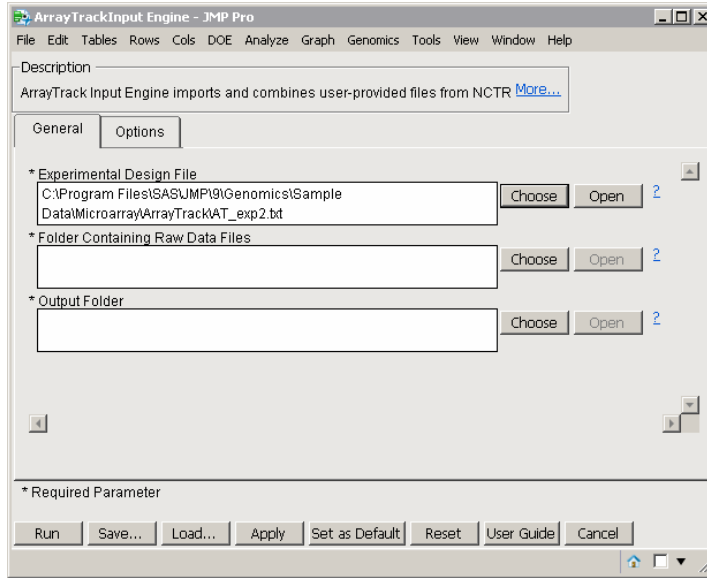 ArrayTrackInput Engine - JMP Pro
File Edit Tables Rows Cols DOE Analyze Graph Genomics Tools View Window Help
Description
ArrayTrack Input Engine imports and combines user-provided files from NCTR More...
General Options
* Experimental Design File
C:\Program Files\SAS\JMP\9\Genomics\Sample
Data\Microarray\ArrayTrack\AT_exp2.txt
Choose Open ?
* Folder Containing Raw Data Files
Choose Open ?
* Output Folder
Choose Open ?
* Required Parameter
Run Save... Load... Apply Set as Default Reset User Guide Cancel